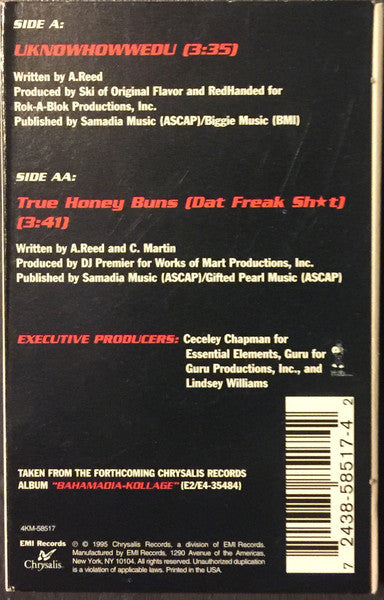 SIDE A:
UKNOWHOWWEDU (3:35)
Written by A.Reed
Produced by Ski of Original Flavor and RedHanded for
Rok-A-Blok Productions, Inc.
Published by Samadia Music (ASCAP)/Biggie Music (BMI)
SIDE AA:
True Honey Buns (Dat Freak Sh★t)
(3:41)
Written by A.Reed and C. Martin
Produced by DJ Premier for Works of Mart Productions, Inc.
Published by Samadia Music (ASCAP)/Gifted Pearl Music (ASCAP)
EXECUTIVE PRODUCERS: Ceceley Chapman for
Essential Elements, Guru for
Guru Productions, Inc., and
Lindsey Williams
TAKEN FROM THE FORTHCOMING CHRYSALIS RECORDS
ALBUM "BAHAMADIA-KOLLAGE" (E2/E4-35484)
7 2438-58517-4 2
4KM-58517
EMI Records
Chrysalis.
℗ © 1995 Chrysalis Records, a division of EMI Records.
Manufactured by EMI Records, 1290 Avenue of the Americas,
New York, NY 10104. All rights reserved. Unauthorized duplication
is a violation of applicable laws. Printed in the USA.